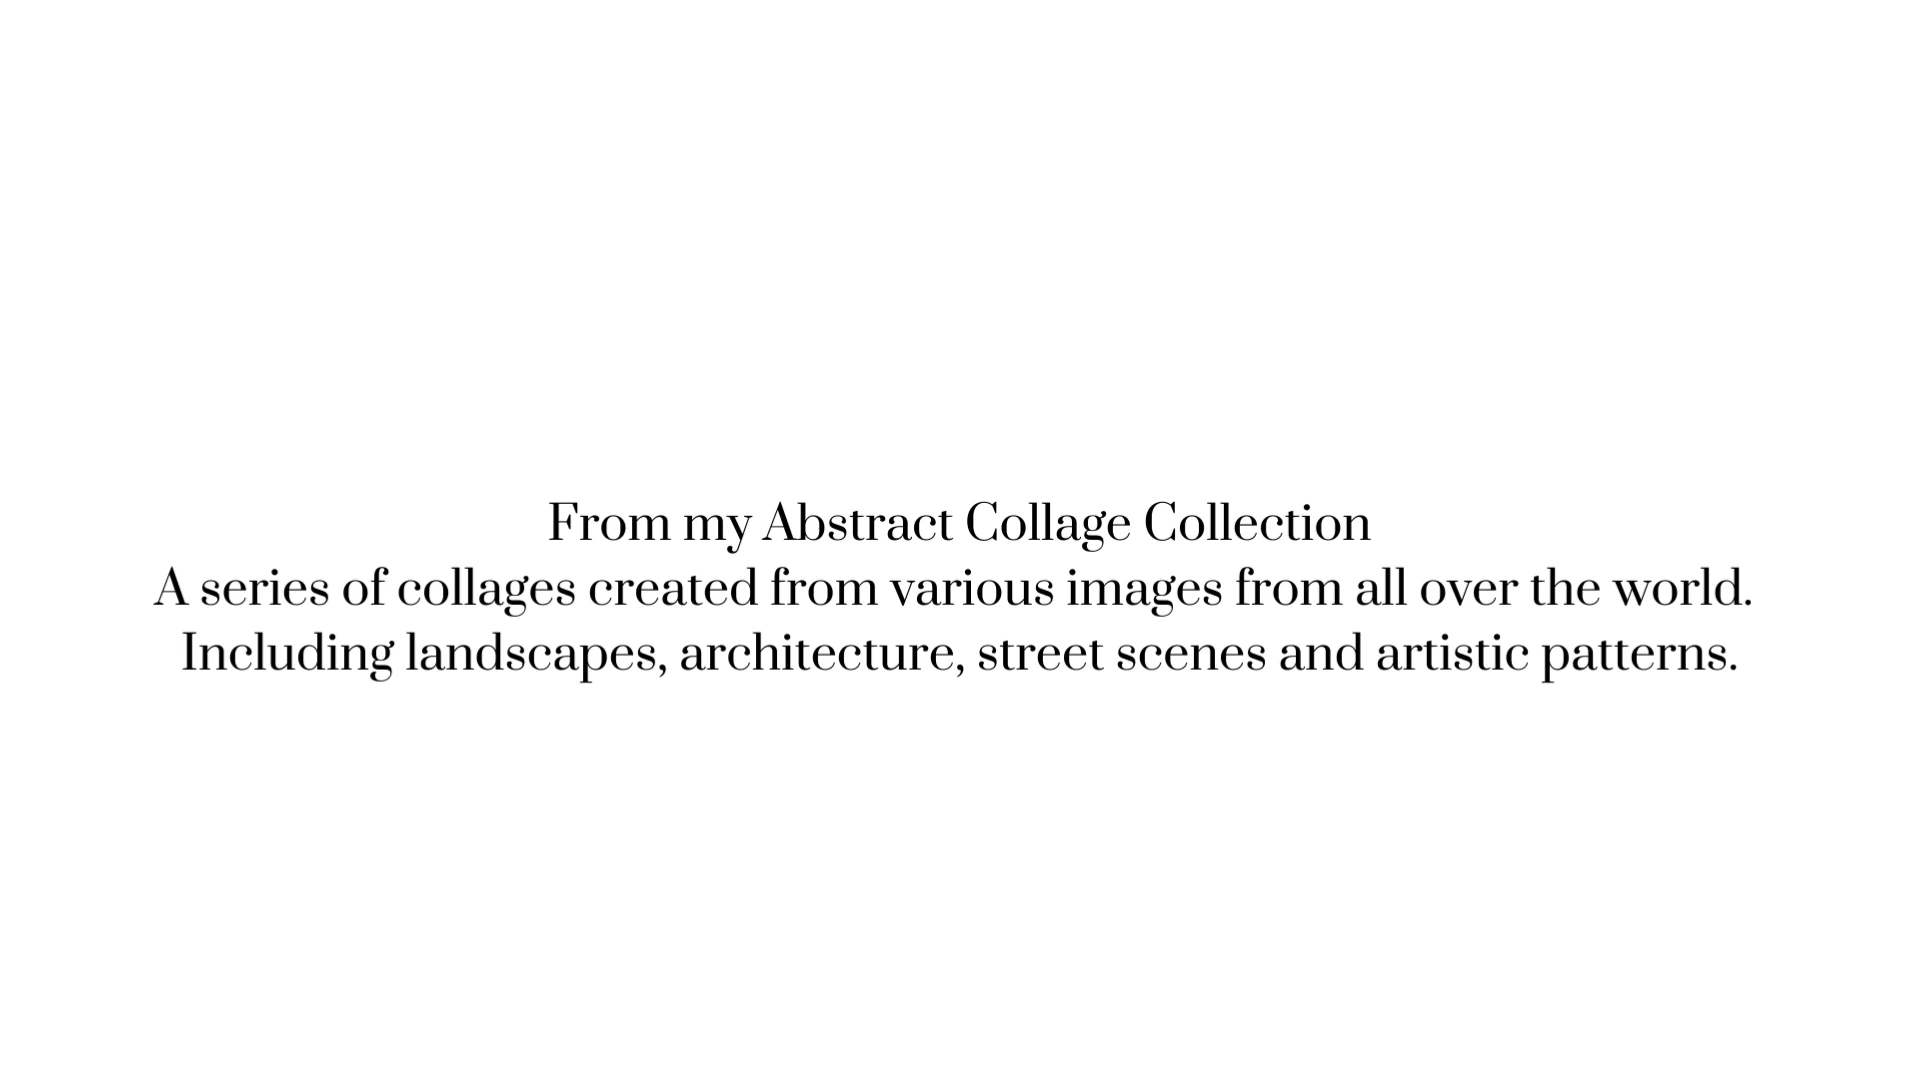 From my Abstract Collage Collection
A series of collages created from various images from all over the world.
Including landscapes, architecture, street scenes and artistic patterns.